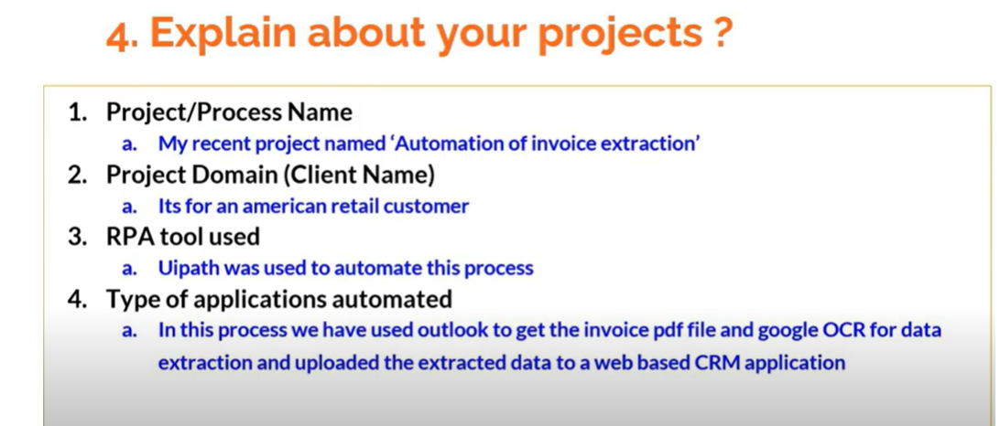 4. Explain about your projects ?
1. Project/Process Name
a. My recent project named ‘Automation of invoice extraction’
2. Project Domain (Client Name)
a. Its for an american retail customer
3. RPA tool used
a. Uipath was used to automate this process
4. Type of applications automated
a. In this process we have used outlook to get the invoice pdf file and google OCR for data
extraction and uploaded the extracted data to a web based CRM application